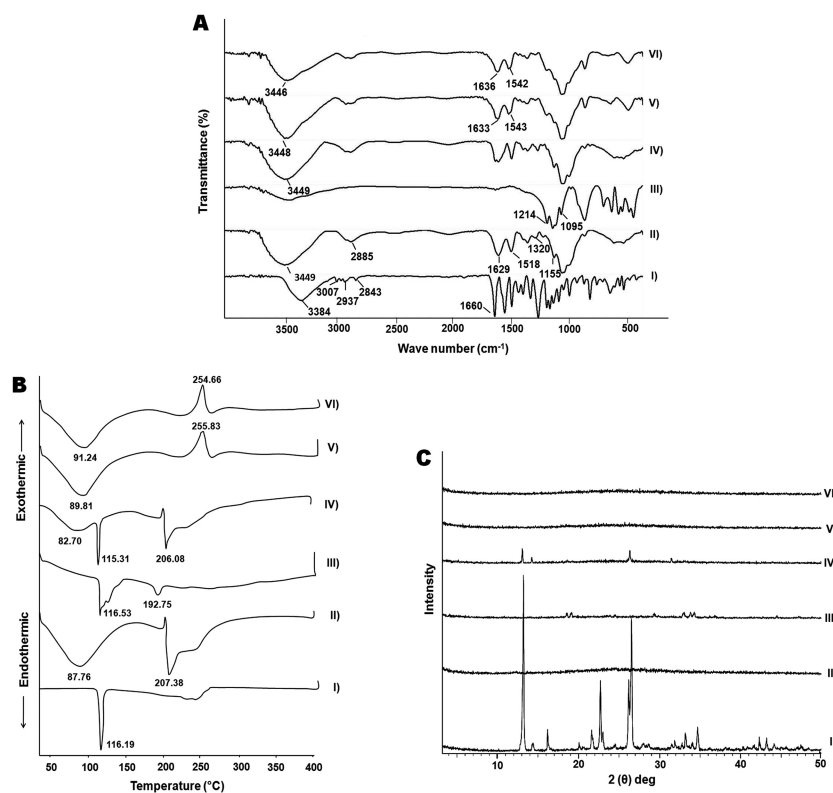 A
Transmittance (%)
VI)
3446
1636
1542
V)
3448
1633
1543
IV)
3449
III)
1214
1095
II)
3449
2885
1629
1518
1320
1155
I)
3384
3007
2937
2843
1660
3500 3000 2500 2000 1500 1000 500
Wave number (cm-1)
B
Exothermic
Endothermic
254.66
VI)
91.24
255.83
V)
89.81
IV)
82.70
115.31
206.08
III)
116.53
192.75
II)
87.76
207.38
I)
116.19
50 100 150 200 250 300 350 400
Temperature (°C)
C
Intensity
VI
V
IV
III
II
I
10 20 30 40 50
2 (θ) deg